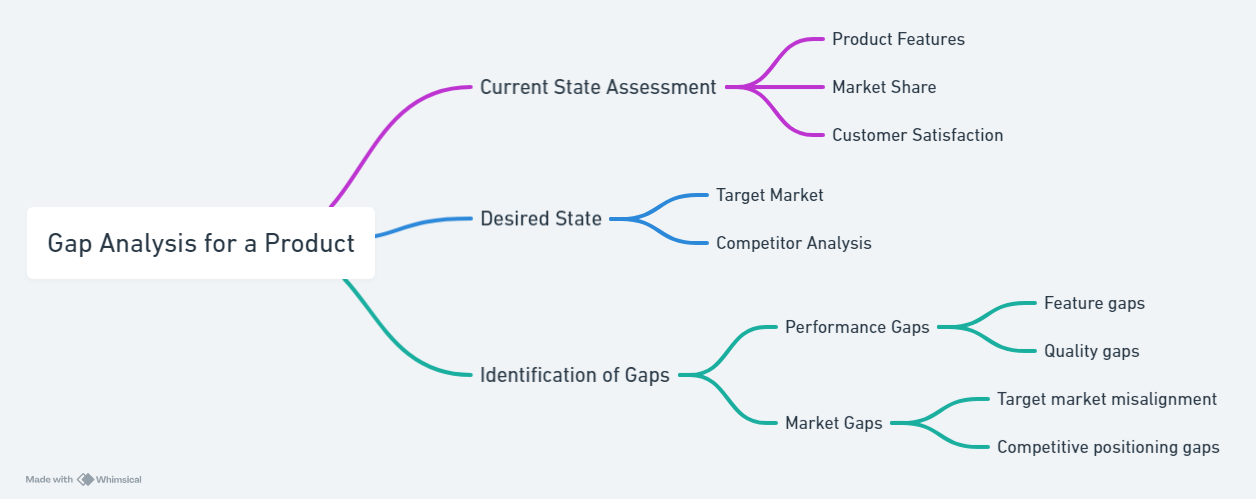 Gap Analysis for a Product
Current State Assessment
Product Features
Market Share
Customer Satisfaction
Desired State
Target Market
Competitor Analysis
Identification of Gaps
Performance Gaps
Feature gaps
Quality gaps
Market Gaps
Target market misalignment
Competitive positioning gaps
Made with Whimsical